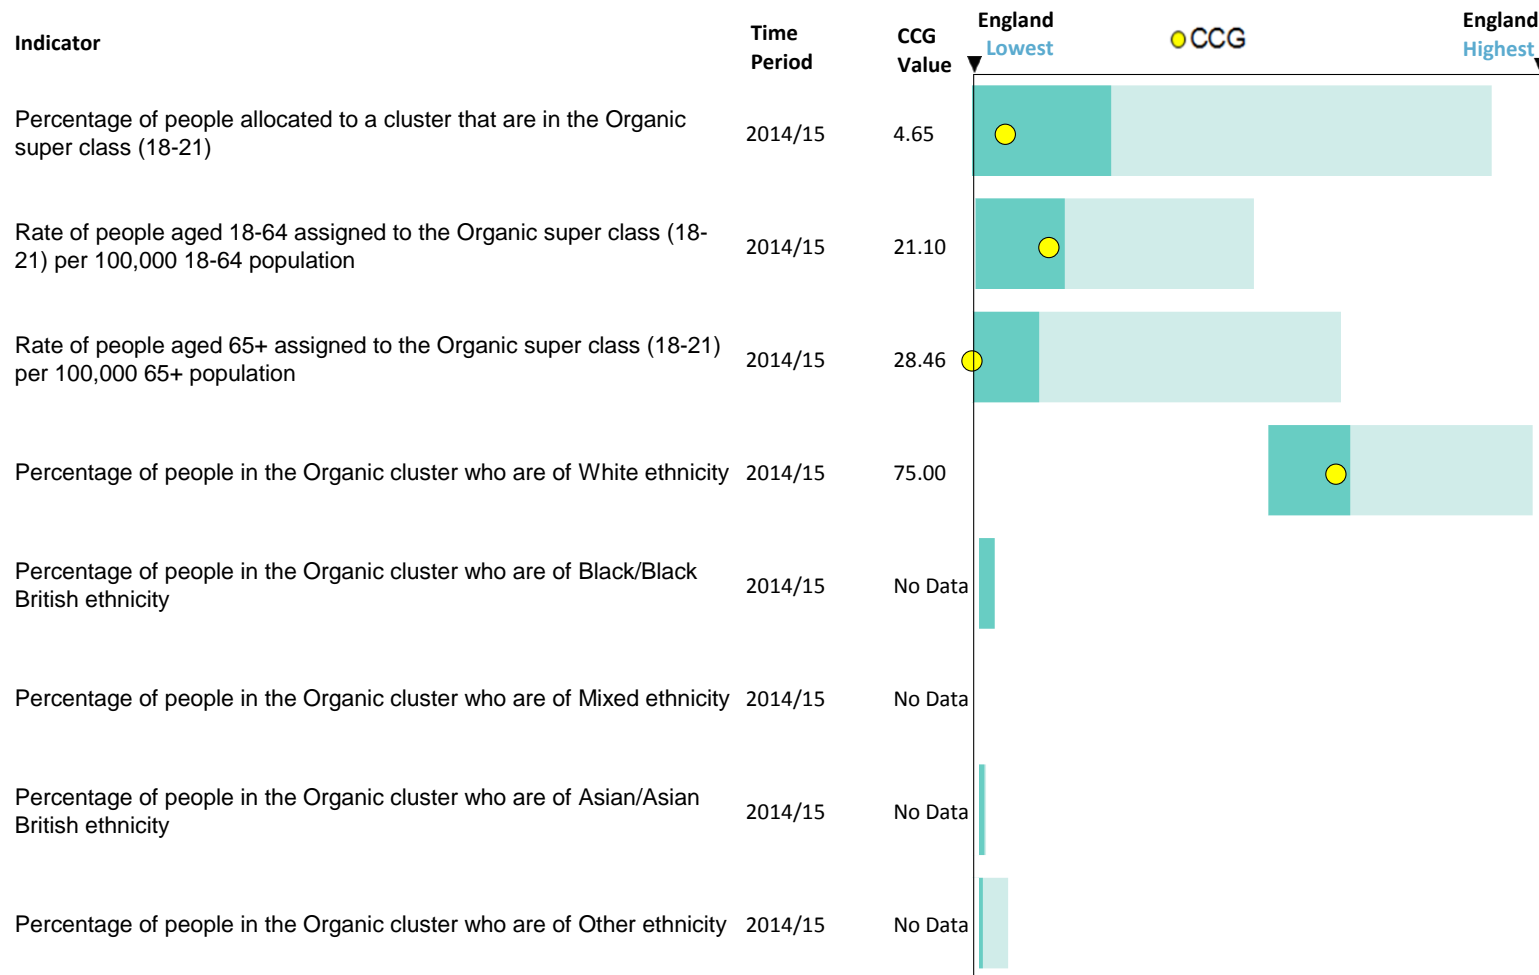 Indicator
Time
Period
CCG
Value
England
Lowest
CCG
England
Highest
Percentage of people allocated to a cluster that are in the Organic
super class (18-21)
2014/15
4.65
Rate of people aged 18-64 assigned to the Organic super class (18-
21) per 100,000 18-64 population
2014/15
21.10
Rate of people aged 65+ assigned to the Organic super class (18-21)
per 100,000 65+ population
2014/15
28.46
Percentage of people in the Organic cluster who are of White ethnicity
2014/15
75.00
Percentage of people in the Organic cluster who are of Black/Black
British ethnicity
2014/15
No Data
Percentage of people in the Organic cluster who are of Mixed ethnicity
2014/15
No Data
Percentage of people in the Organic cluster who are of Asian/Asian
British ethnicity
2014/15
No Data
Percentage of people in the Organic cluster who are of Other ethnicity
2014/15
No Data